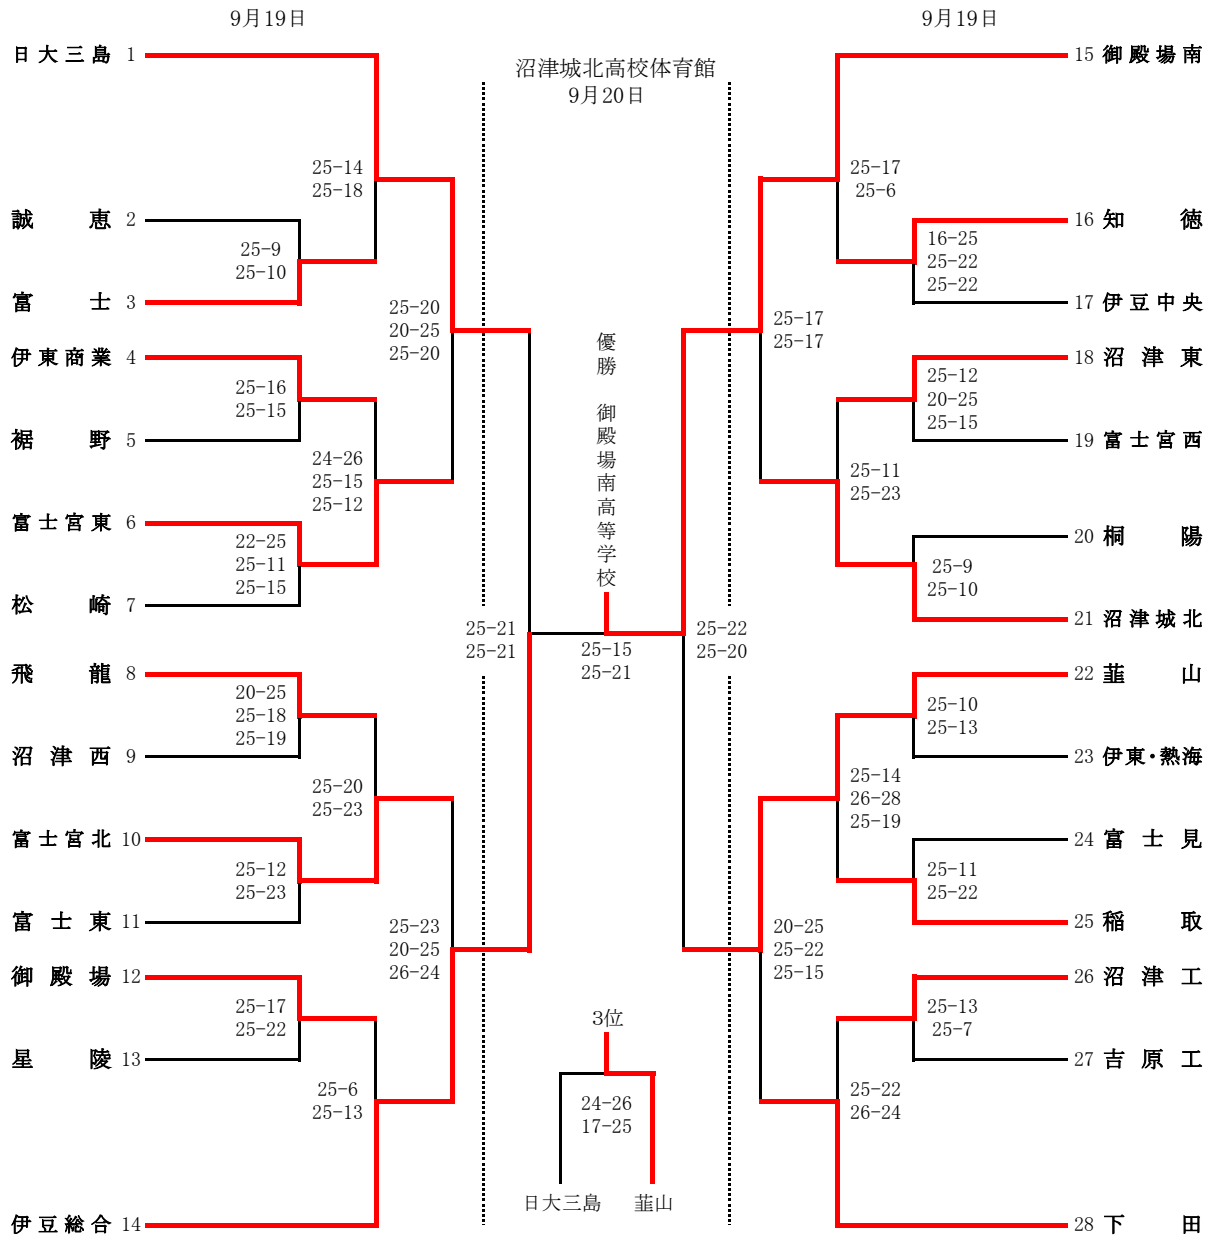 9月19日
9月19日
沼津城北高校体育館
9月20日
日大三島 1
誠恵 2
富士 3
伊東商業 4
裾野 5
富士宮東 6
松崎 7
飛龍 8
沼津西 9
富士宮北 10
富士東 11
御殿場 12
星陵 13
伊豆総合 14
25-14
25-18
25-9
25-10
25-20
20-25
25-20
25-16
25-15
24-26
25-15
25-12
22-25
25-11
25-15
25-21
25-21
20-25
25-18
25-19
25-20
25-23
25-12
25-23
25-23
20-25
26-24
25-17
25-22
25-6
25-13
優勝 御殿場南高等学校
25-15
25-21
3位
24-26
17-25
日大三島 韮山
25-17
25-6
16-25
25-22
25-22
25-17
25-17
25-12
20-25
25-15
25-11
25-23
25-9
25-10
25-22
25-20
25-10
25-13
25-14
26-28
25-19
25-11
25-22
20-25
25-22
25-15
25-13
25-7
25-22
26-24
15 御殿場南
16 知徳
17 伊豆中央
18 沼津東
19 富士宮西
20 桐陽
21 沼津城北
22 韮山
23 伊東・熱海
24 富士見
25 稲取
26 沼津工
27 吉原工
28 下田